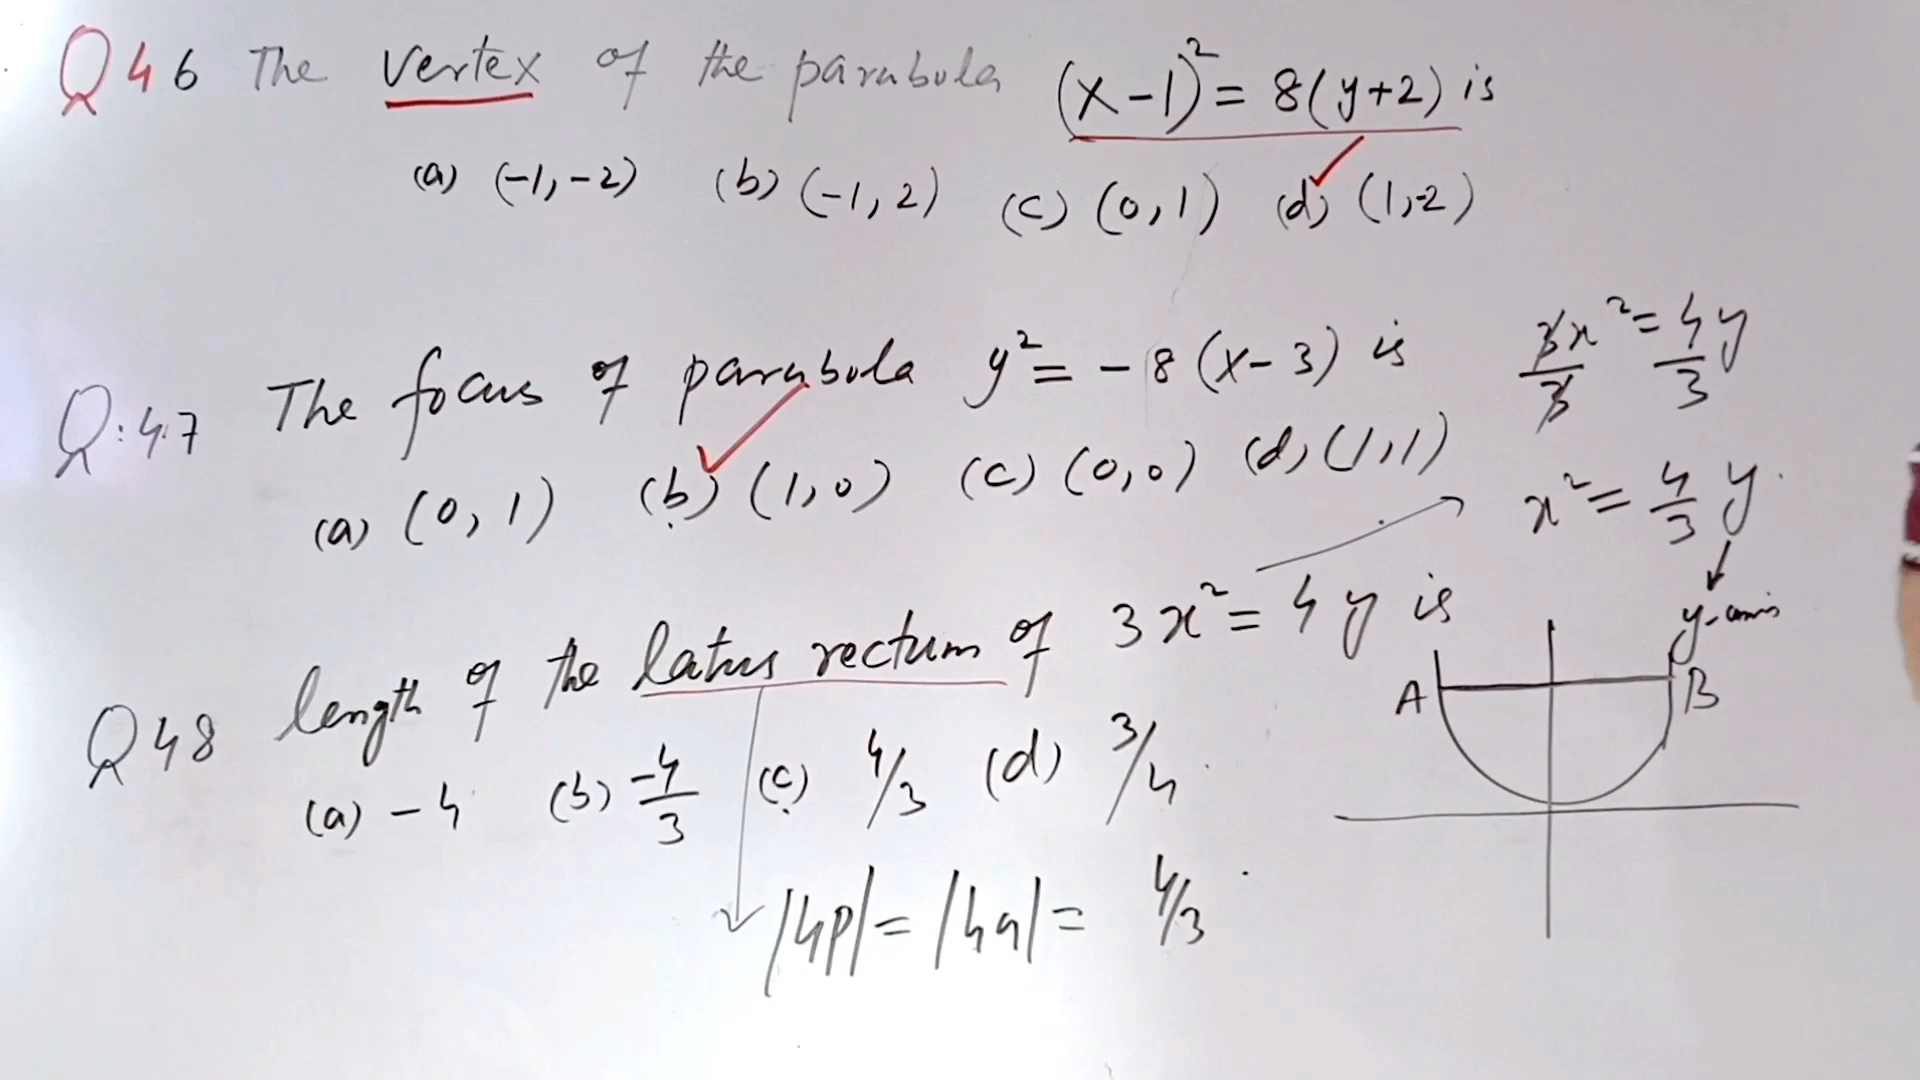 Q46 The vertex of the parabola (x-1)²= 8(y+2) is
(a) (-1,-2) (b) (-1, 2) (c) (0, 1) (d) (1,-2)
Q:47 The focus of parabola y²= -8(x-3) is
(a) (0, 1) (b) (1,0) (c) (0,0) (d) (1,1)
3x²/3 = 4y/3
x² = 4/3 y
y-axis
Q48 length of the latus rectum of 3x²= 4y is
(a) -4 (b) -4/3 (c) 4/3 (d) 3/4
A B
|4p| = |4a| = 4/3